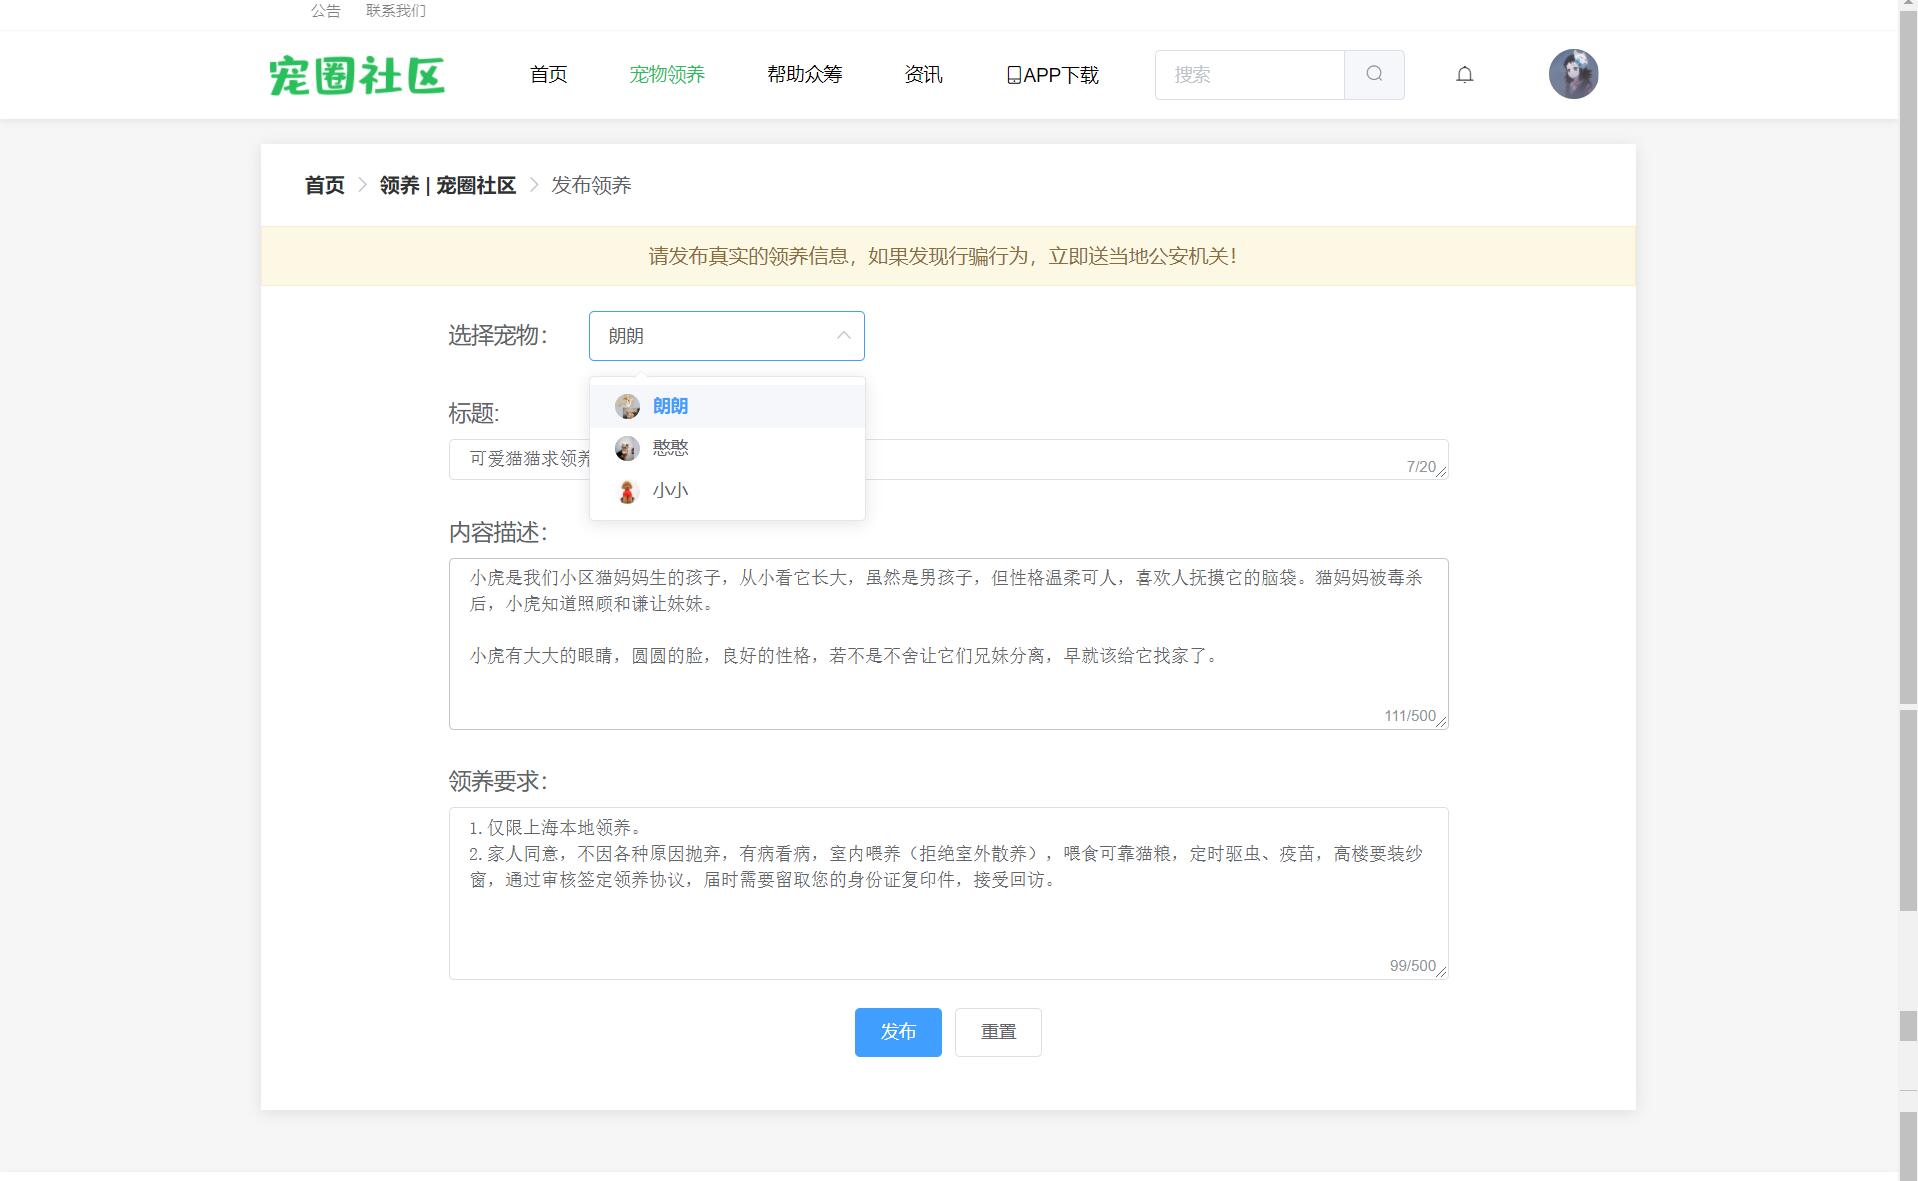 公告 联系我们
宠圈社区 首页 宠物领养 帮助众筹 资讯 APP下载 搜索
首页 > 领养 | 宠圈社区 > 发布领养
请发布真实的领养信息，如果发现行骗行为，立即送当地公安机关！
选择宠物： 朗朗
朗朗
憨憨
小小
标题:
可爱猫猫求领养
7/20
内容描述：
小虎是我们小区猫妈妈生的孩子，从小看它长大，虽然是男孩子，但性格温柔可人，喜欢人抚摸它的脑袋。猫妈妈被毒杀
后，小虎知道照顾和谦让妹妹。
小虎有大大的眼睛，圆圆的脸，良好的性格，若不是不舍让它们兄妹分离，早就该给它找家了。
111/500
领养要求：
1. 仅限上海本地领养。
2. 家人同意，不因各种原因抛弃，有病看病，室内喂养（拒绝室外散养），喂食可靠猫粮，定时驱虫、疫苗，高楼要装纱
窗，通过审核签定领养协议，届时需要留取您的身份证复印件，接受回访。
99/500
发布 重置